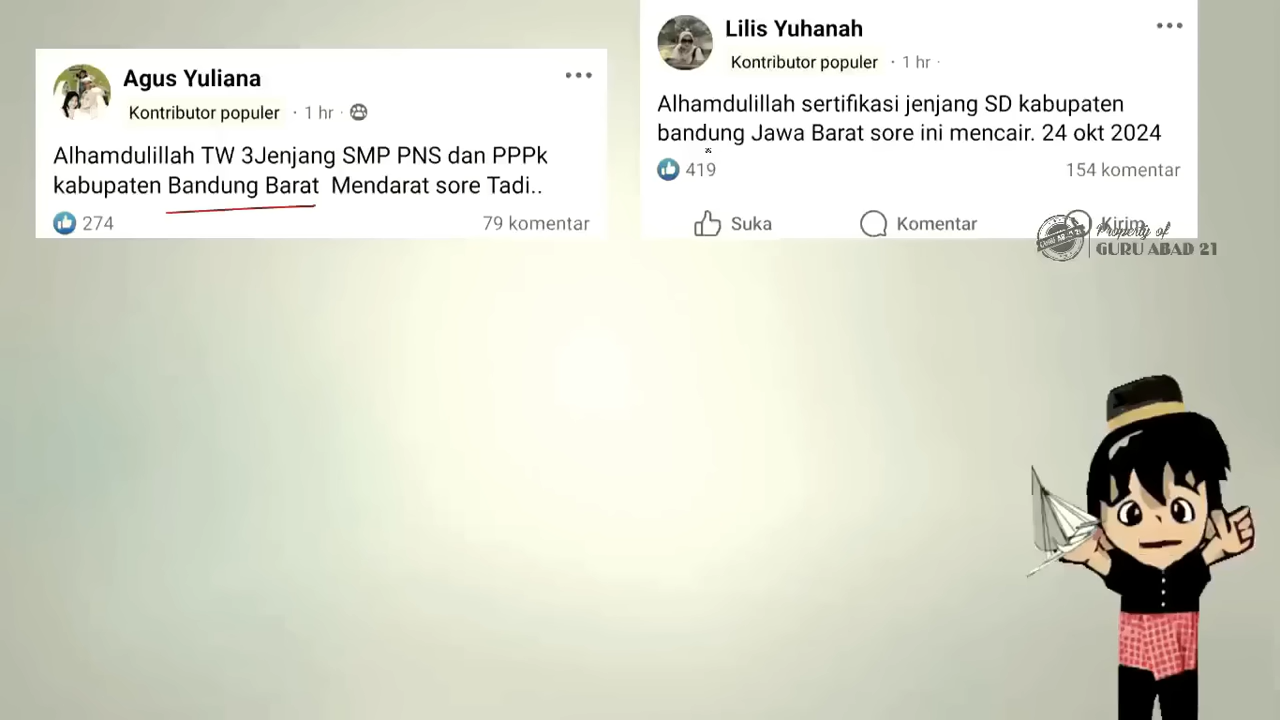 Agus Yuliana
Kontributor populer · 1 hr ·
Alhamdulillah TW 3Jenjang SMP PNS dan PPPk
kabupaten Bandung Barat Mendarat sore Tadi..
274 79 komentar
Lilis Yuhanah
Kontributor populer · 1 hr ·
Alhamdulillah sertifikasi jenjang SD kabupaten
bandung Jawa Barat sore ini mencair. 24 okt 2024
419 154 komentar
Suka Komentar Kirim
Property of
GURU ABAD 21